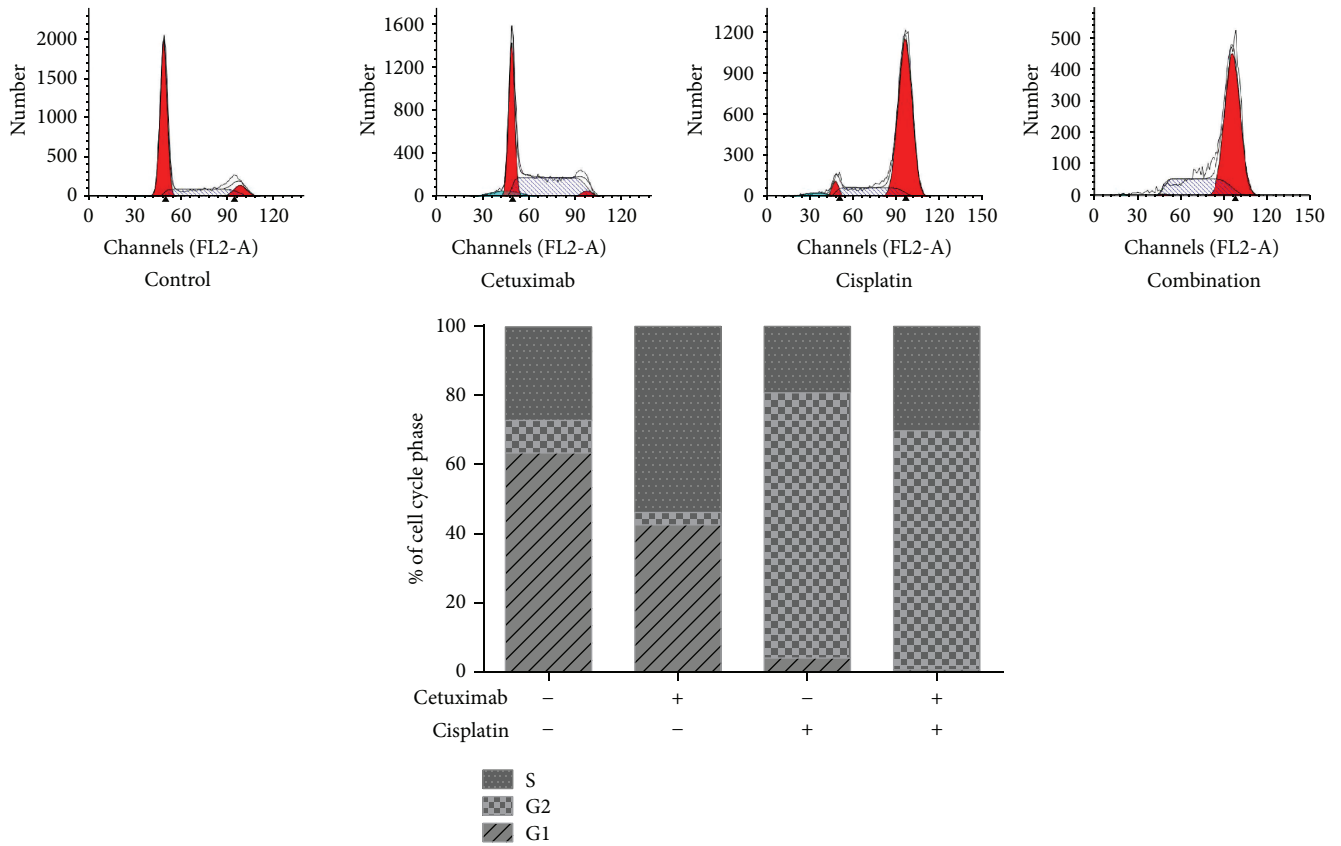 2000
1500
1000
500
0
Number
0 30 60 90 120
Channels (FL2-A)
Control
1600
1200
800
400
0
Number
0 30 60 90 120
Channels (FL2-A)
Cetuximab
1200
900
600
300
0
Number
0 30 60 90 120 150
Channels (FL2-A)
Cisplatin
500
400
300
200
100
0
Number
0 30 60 90 120 150
Channels (FL2-A)
Combination
100
80
60
40
20
0
% of cell cycle phase
Cetuximab − + − +
Cisplatin − − + +
S
G2
G1